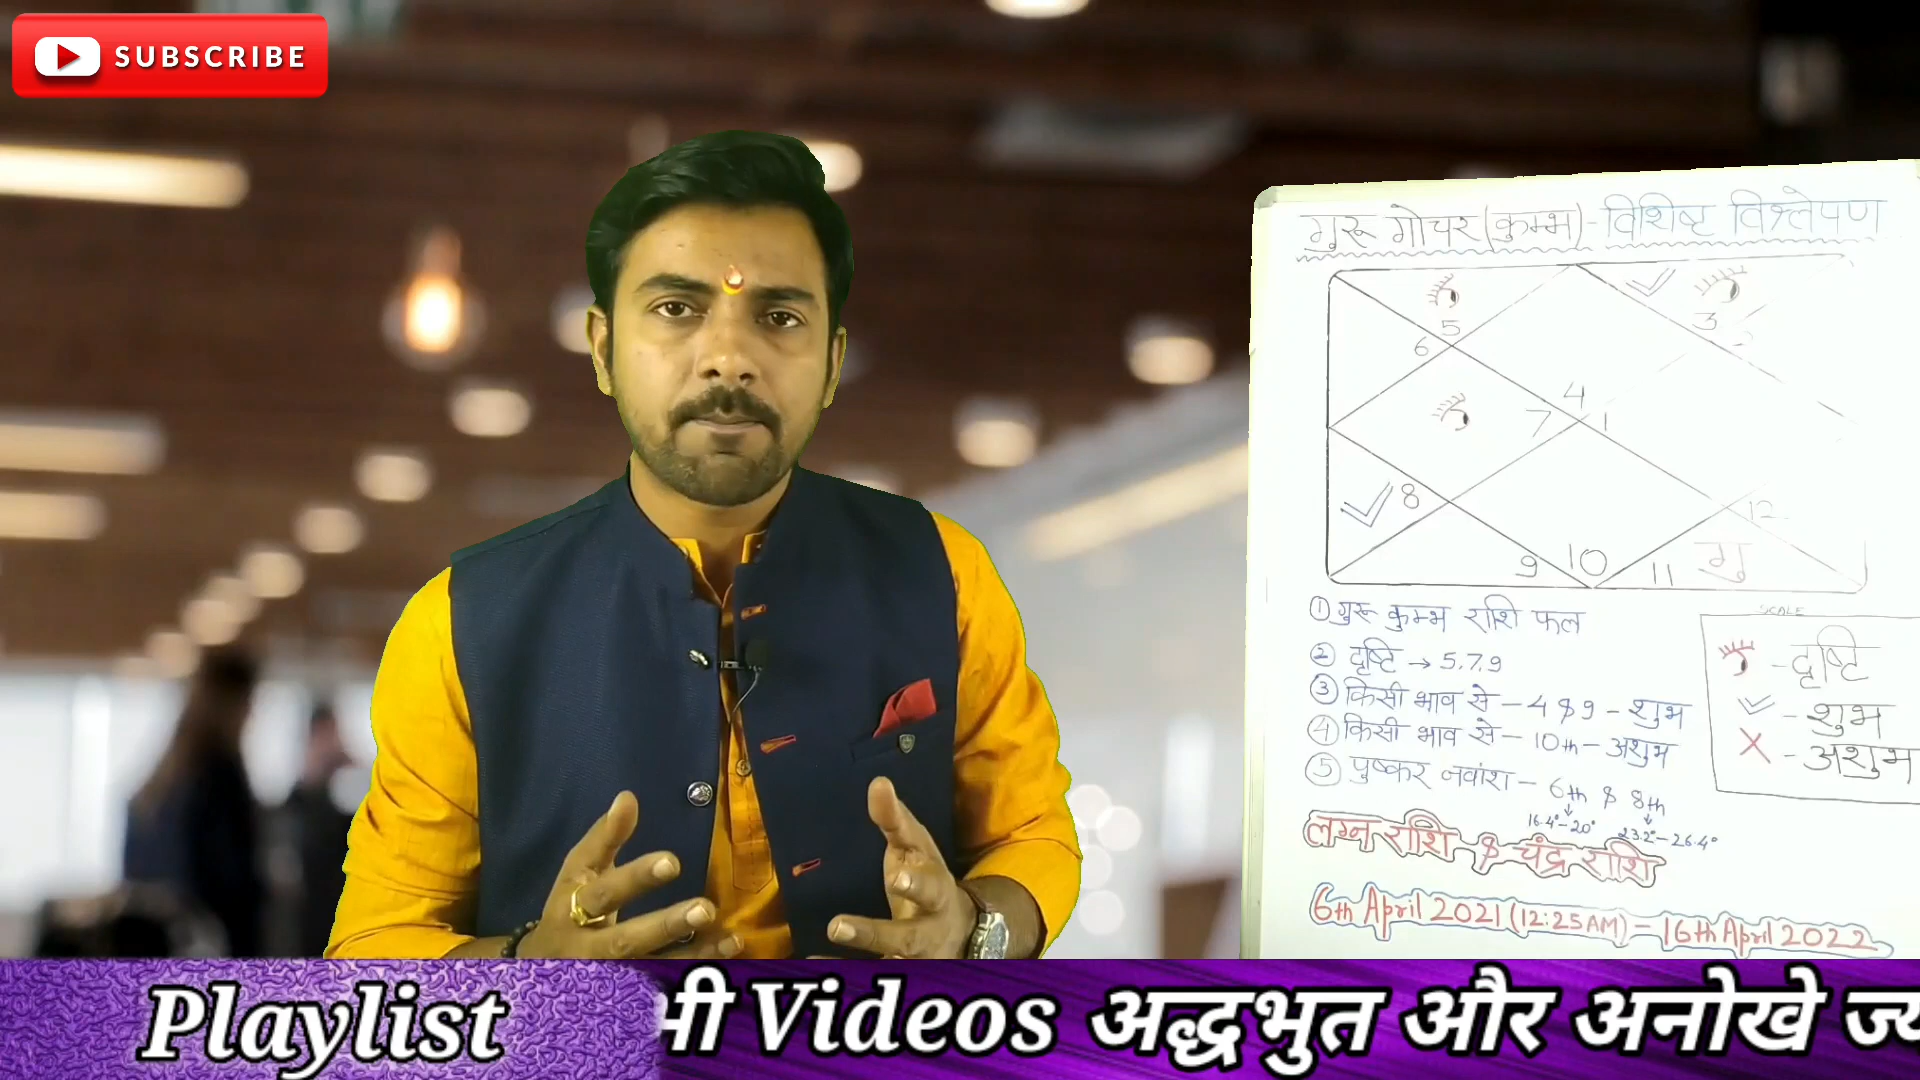 SUBSCRIBE
गुरू गोचर (कुम्भ) - विशिष्ट विश्लेषण
5
3
6
4
7
1
8
12
9
10
11
गु
① गुरू कुम्भ राशि फल
② दृष्टि → 5,7,9
③ किसी भाव से - 4 & 9 - शुभ
④ किसी भाव से - 10th - अशुभ
⑤ पुष्कर नवांश - 6th & 8th
16.4°-20° 23.2°-26.4°
लग्न राशि & चंद्र राशि
6th April 2021 (12:25AM) - 16th April 2022
SCALE
- दृष्टि
- शुभ
- अशुभ
Playlist
भी Videos अद्धभुत और अनोखे